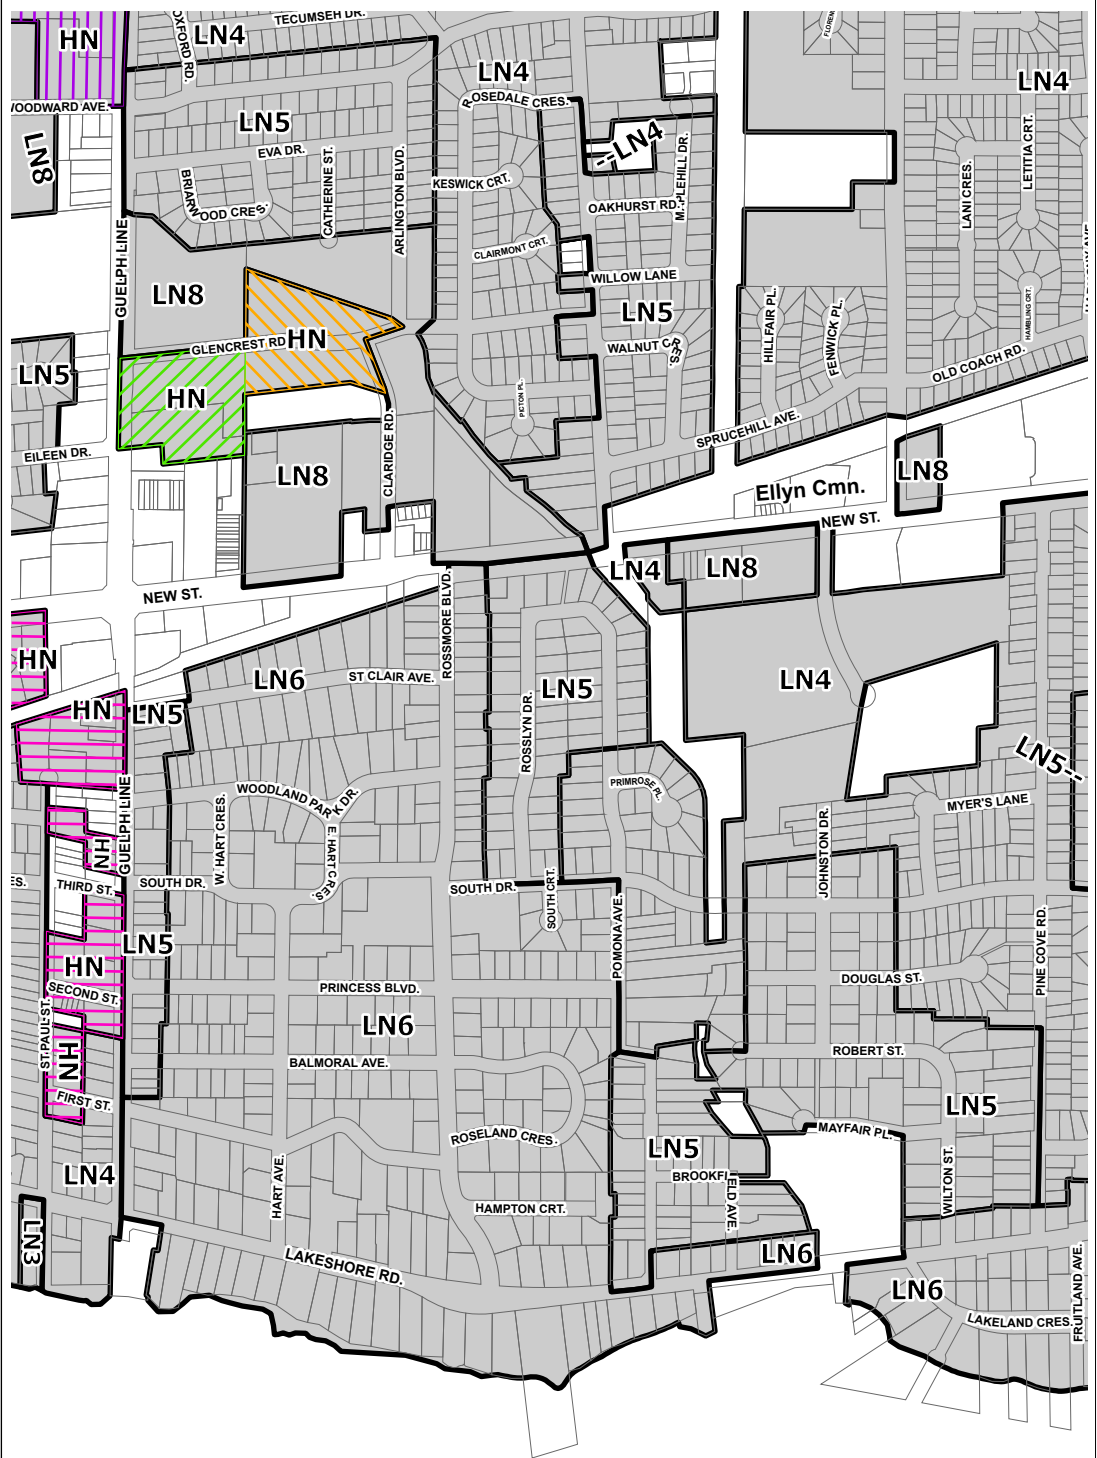 TECUMSEH DR.
OXFORD RD.
FLOREN
HN
LN4
LN4
LN4
WOODWARD AVE.
ROSEDALE CRES.
LN5
--LN4
LETITIA CRT.
LN8
EVA DR.
CATHERINE ST.
ARLINGTON BLVD.
KESWICK CRT.
MAPLEHILL DR.
LANI CRES.
BRIARWOOD CRES.
OAKHURST RD.
GUELPH LINE
CLAIRMONT CRT.
WILLOW LANE
LN8
LN5
HILLFAIR PL.
FENWICK PL.
HAMBLING CRT.
GLENCREST RD
HN
WALNUT CRES.
OLD COACH RD.
LN5
HN
PICTON PL.
CLARIDGE RD.
SPRUCEHILL AVE.
EILEEN DR.
LN8
LN8
Ellyn Cmn.
NEW ST.
LN4
LN8
NEW ST.
ROSSMORE BLVD.
HN
LN6
ST CLAIR AVE.
LN5
LN4
HN
LN5
ROSSLYN DR.
LN5--
GUELPH LINE
WOODLAND PARK DR.
PRIMROSE PL.
MYER'S LANE
W. HART CRES.
E. HART CRES.
JOHNSTON DR.
HN
ES.
THIRD ST.
SOUTH DR.
SOUTH DR.
SOUTH CRT.
POMONA AVE.
PINE COVE RD.
LN5
HN
DOUGLAS ST.
SECOND ST.
PRINCESS BLVD.
LN6
ST PAUL ST.
HN
BALMORAL AVE.
ROBERT ST.
FIRST ST.
LN5
ROSELAND CRES.
MAYFAIR PL.
LN5
LN4
HART AVE.
BROOKFIELD AVE.
WILTON ST.
HAMPTON CRT.
LN3
LN6
LAKESHORE RD.
LN6
FRUITLAND AVE.
LAKELAND CRES.